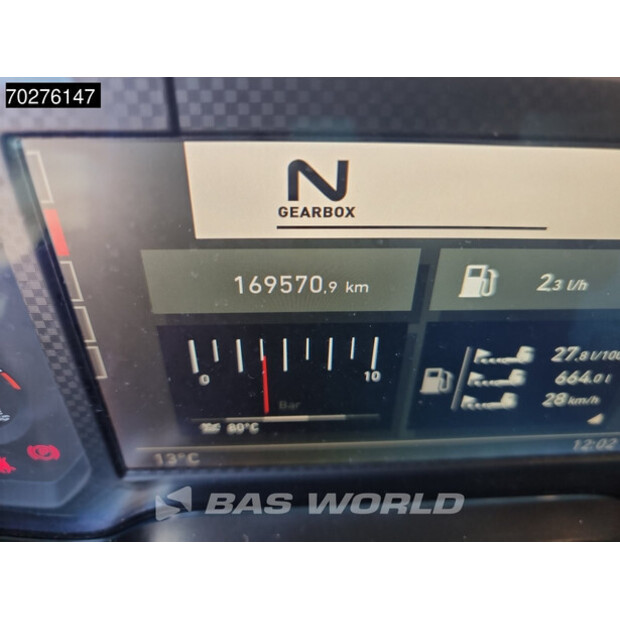 70276147
N
GEARBOX
169570.9 km
2.3 l/h
0
10
Bar
80°C
27.8 l/100
664.0 l
28 km/h
13°C
12:02
BAS WORLD